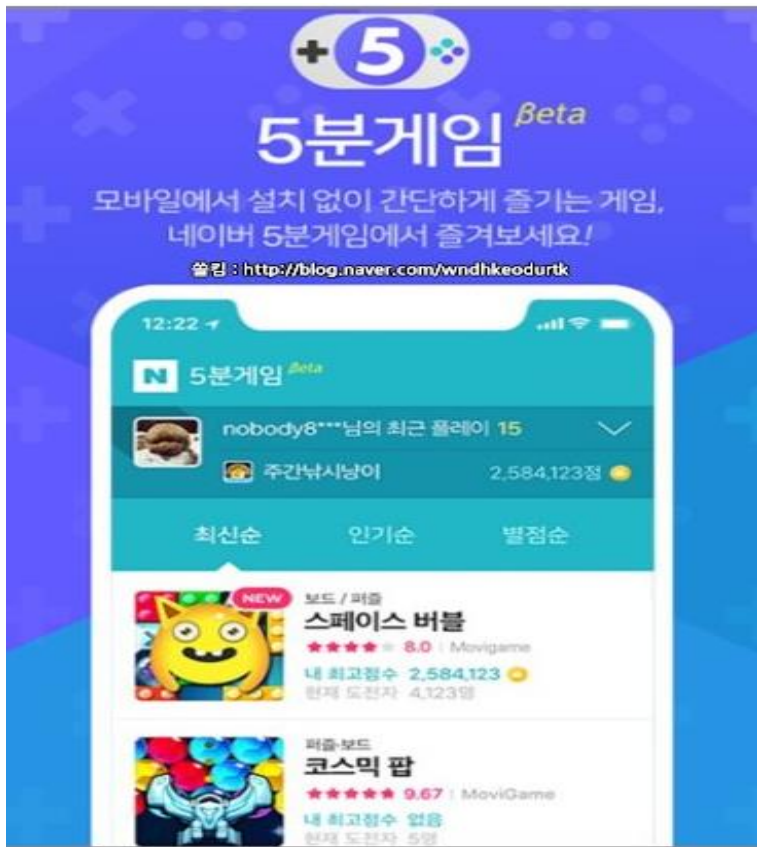 5
5분게임 Beta
모바일에서 설치 없이 간단하게 즐기는 게임,
네이버 5분게임에서 즐겨보세요!
쏠킹 : http://blog.naver.com/wndhkeodurtk
12:22
N 5분게임 Beta
nobody8***님의 최근 플레이 15
주간낚시냥이 2,584,123점
최신순 인기순 별점순
NEW 보드 / 퍼즐
스페이스 버블
★★★★★ 8.0 | Movigame
내 최고점수 2,584,123
현재 도전자 4,123명
퍼즐·보드
코스믹 팝
★★★★★ 9.67 | MoviGame
내 최고점수 없음
현재 도전자 5명